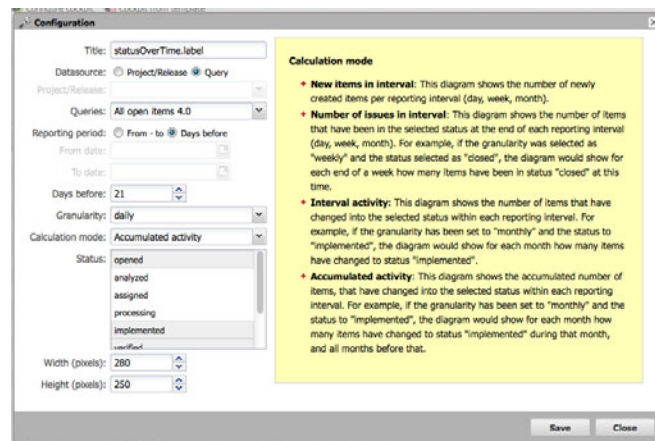 Configure cockpit Cockpit from template
Configuration
Title: statusOverTime.label
Datasource: Project/Release Query
Project/Release:
Queries: All open items 4.0
Reporting period: From - to Days before
From date:
To date:
Days before: 21
Granularity: daily
Calculation mode: Accumulated activity
Status: opened
analyzed
assigned
processing
implemented
verified
Width (pixels): 280
Height (pixels): 250
Calculation mode
New items in interval: This diagram shows the number of newly
created items per reporting interval (day, week, month).
Number of issues in interval: This diagram shows the number of items
that have been in the selected status at the end of each reporting interval
(day, week, month). For example, if the granularity was selected as
"weekly" and the status selected as "closed", the diagram would show for
each end of a week how many items have been in status "closed" at this
time.
Interval activity: This diagram shows the number of items that have
changed into the selected status within each reporting interval. For
example, if the granularity has been set to "monthly" and the status to
"implemented", the diagram would show for each month how many items
have changed to status "implemented".
Accumulated activity: This diagram shows the accumulated number of
items, that have changed into the selected status within each reporting
interval. For example, if the granularity has been set to "monthly" and the
status to "implemented", the diagram would show for each month how
many items have changed to status "implemented" during that month,
and all months before that.
Save Close